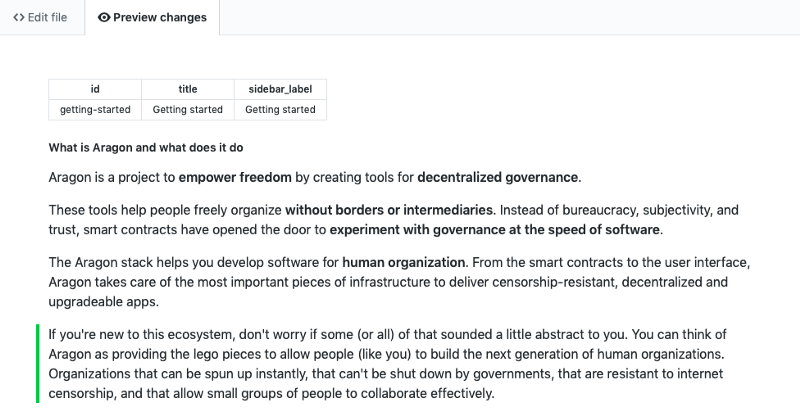 <> Edit file Preview changes
id title sidebar_label
getting-started Getting started Getting started
What is Aragon and what does it do
Aragon is a project to empower freedom by creating tools for decentralized governance.
These tools help people freely organize without borders or intermediaries. Instead of bureaucracy, subjectivity, and
trust, smart contracts have opened the door to experiment with governance at the speed of software.
The Aragon stack helps you develop software for human organization. From the smart contracts to the user interface,
Aragon takes care of the most important pieces of infrastructure to deliver censorship-resistant, decentralized and
upgradeable apps.
If you're new to this ecosystem, don't worry if some (or all) of that sounded a little abstract to you. You can think of
Aragon as providing the lego pieces to allow people (like you) to build the next generation of human organizations.
Organizations that can be spun up instantly, that can't be shut down by governments, that are resistant to internet
censorship, and that allow small groups of people to collaborate effectively.